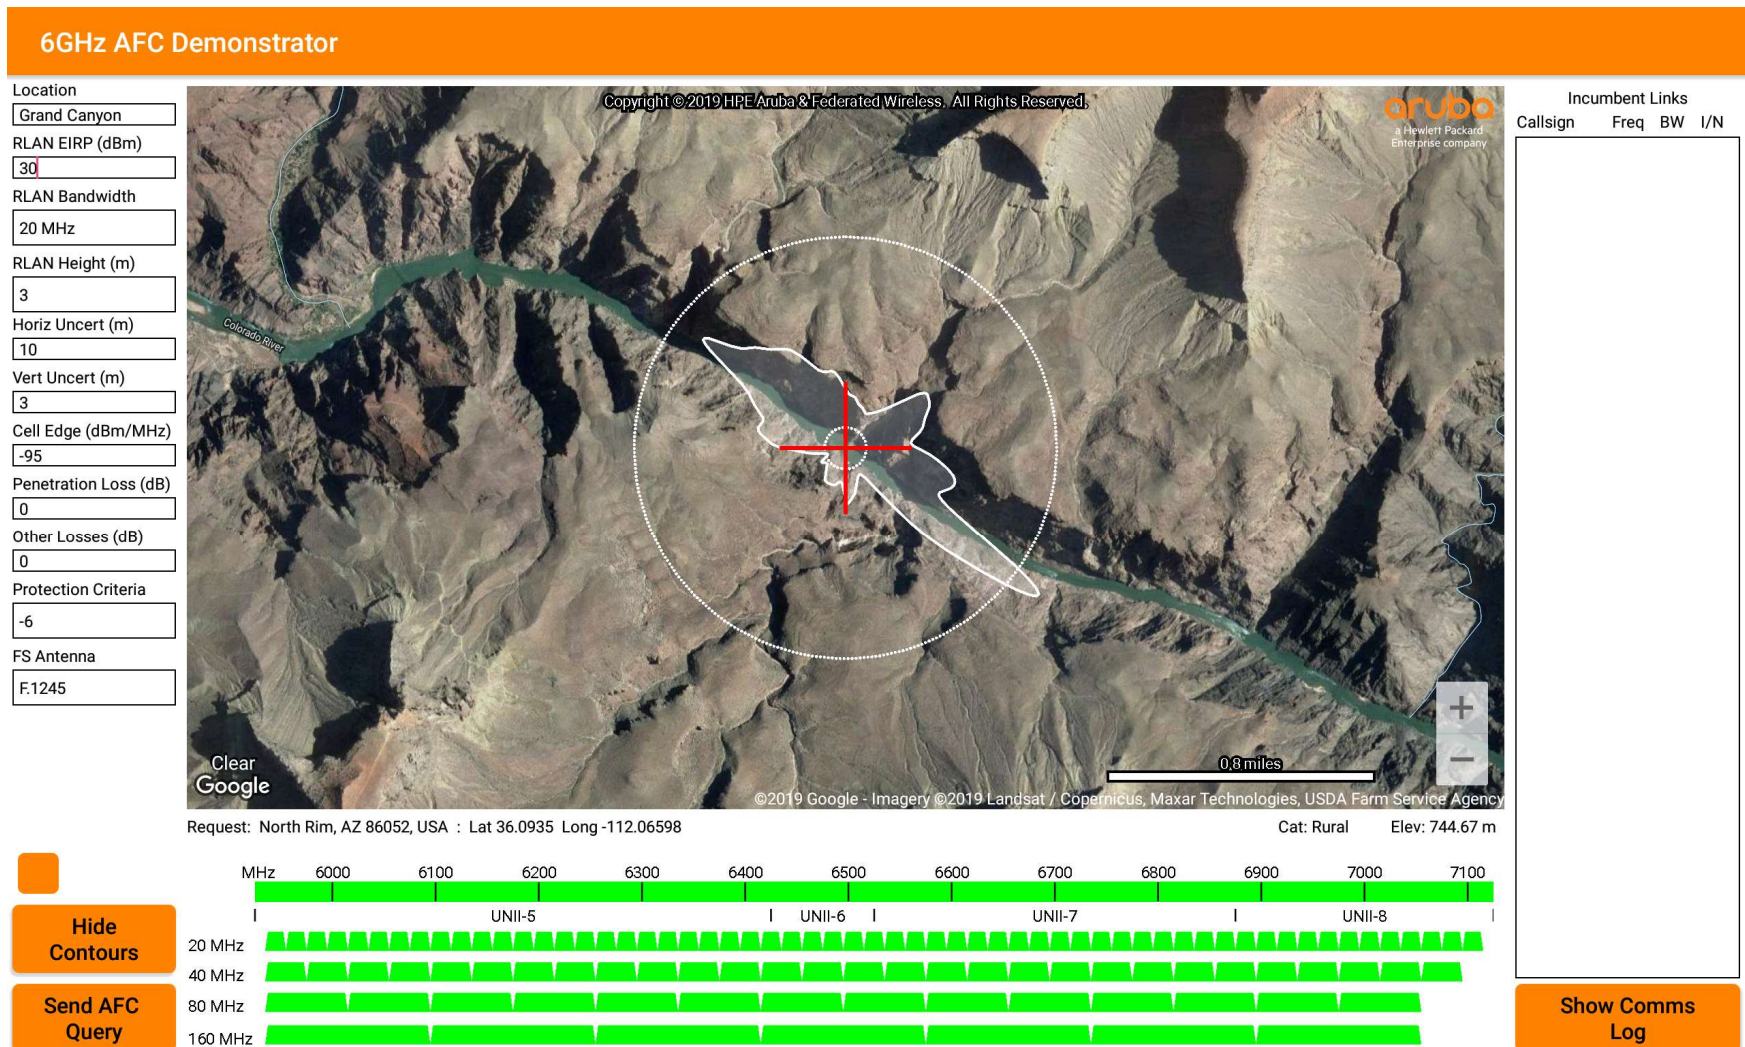 6GHz AFC Demonstrator
Location
Grand Canyon
RLAN EIRP (dBm)
30
RLAN Bandwidth
20 MHz
RLAN Height (m)
3
Horiz Uncert (m)
10
Vert Uncert (m)
3
Cell Edge (dBm/MHz)
-95
Penetration Loss (dB)
0
Other Losses (dB)
0
Protection Criteria
-6
FS Antenna
F.1245
Copyright © 2019 HPE Aruba & Federated Wireless. All Rights Reserved.
aruba
a Hewlett Packard
Enterprise company
Colorado River
Clear
Google
0.8 miles
+
−
©2019 Google - Imagery ©2019 Landsat / Copernicus, Maxar Technologies, USDA Farm Service Agency
Incumbent Links
Callsign Freq BW I/N
Request: North Rim, AZ 86052, USA : Lat 36.0935 Long -112.06598 Cat: Rural Elev: 744.67 m
MHz 6000 6100 6200 6300 6400 6500 6600 6700 6800 6900 7000 7100
UNII-5 UNII-6 UNII-7 UNII-8
20 MHz
40 MHz
80 MHz
160 MHz
Hide
Contours
Send AFC
Query
Show Comms
Log